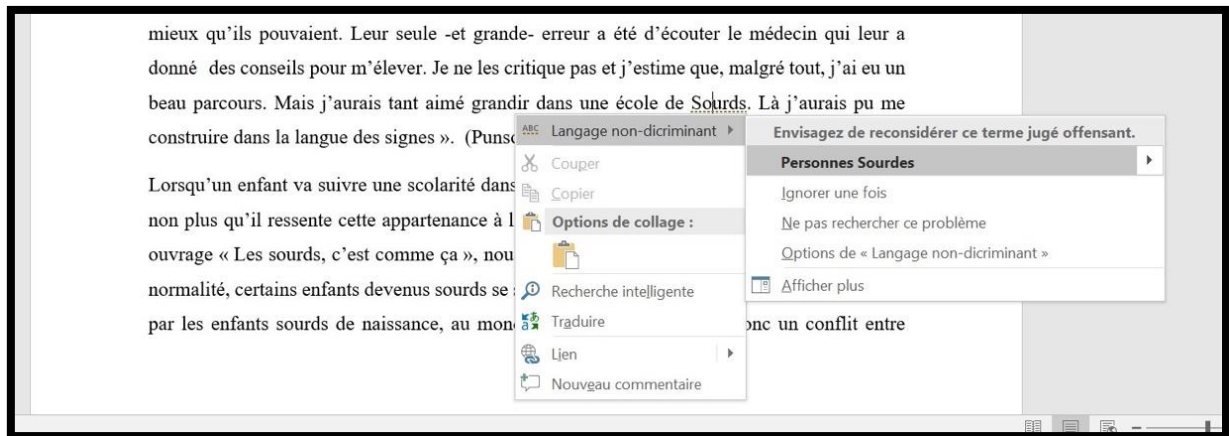 mieux qu'ils pouvaient. Leur seule -et grande- erreur a été d'écouter le médecin qui leur a
donné des conseils pour m'élever. Je ne les critique pas et j'estime que, malgré tout, j'ai eu un
beau parcours. Mais j'aurais tant aimé grandir dans une école de Sourds. Là j'aurais pu me
construire dans la langue des signes ». (Punso
Lorsqu'un enfant va suivre une scolarité dans
non plus qu'il ressente cette appartenance à l
ouvrage « Les sourds, c'est comme ça », nou
normalité, certains enfants devenus sourds se
par les enfants sourds de naissance, au mon
onc un conflit entre
ABC Langage non-dicriminant
Couper
Copier
Options de collage :
Recherche intelligente
Traduire
Lien
Nouveau commentaire
Envisagez de reconsidérer ce terme jugé offensant.
Personnes Sourdes
Ignorer une fois
Ne pas rechercher ce problème
Options de « Langage non-dicriminant »
Afficher plus